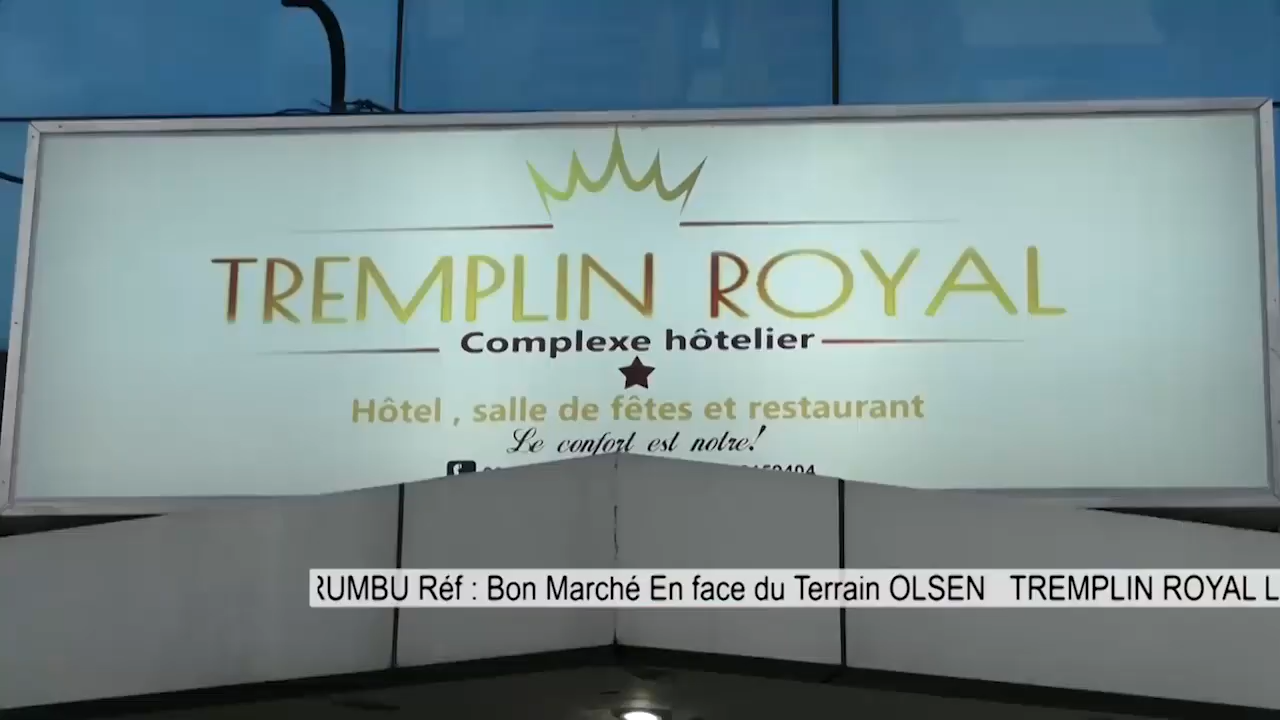 TREMPLIN ROYAL
Complexe hôtelier
Hôtel , salle de fêtes et restaurant
Le confort est notre!
RUMBU Réf : Bon Marché En face du Terrain OLSEN TREMPLIN ROYAL L